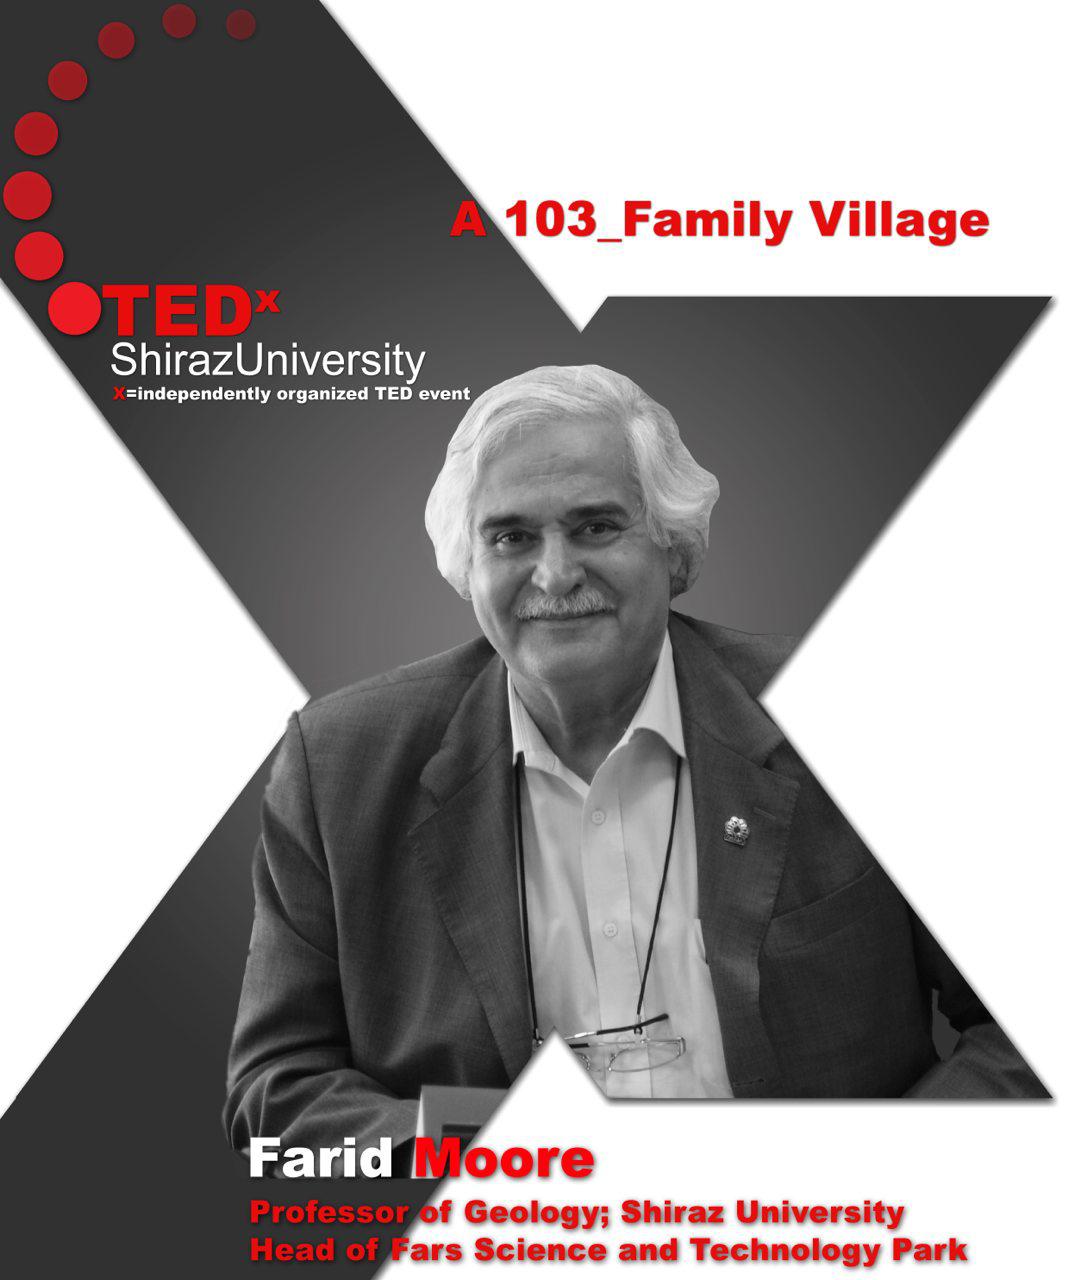 A 103_Family Village
TEDx
ShirazUniversity
X=independently organized TED event
Farid Moore
Professor of Geology; Shiraz University
Head of Fars Science and Technology Park